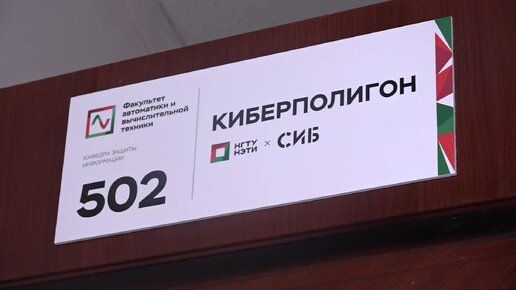 Факультет
автоматики и
вычислительной
техники
КАФЕДРА ЗАЩИТЫ
ИНФОРМАЦИИ
502
КИБЕРПОЛИГОН
НГТУ
НЭТИ
× СИБ